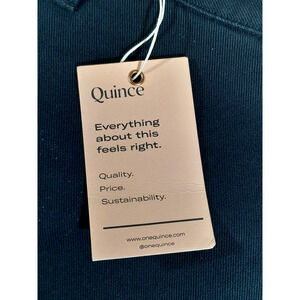 Quince
Everything
about this
feels right.
Quality.
Price.
Sustainability.
www.onequince.com
@onequince